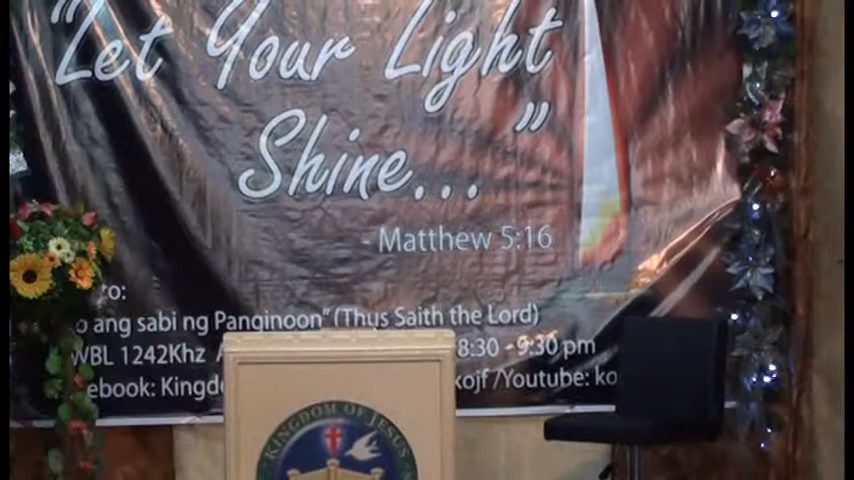 "Let Your Light
Shine..."
- Matthew 5:16
to:
o ang sabi ng Panginoon" (Thus Saith the Lord)
WBL 1242Khz
8:30 - 9:30 pm
ebook: Kingd
kojf / Youtube: ko
KINGDOM OF JESUS